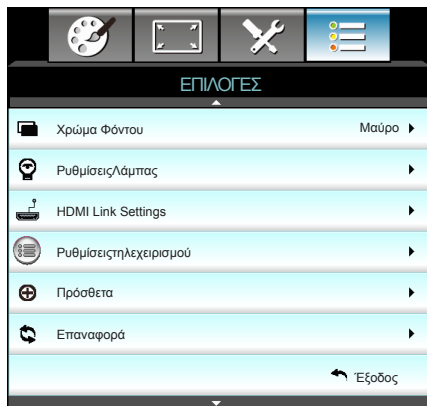 ΕΠΙΛΟΓΕΣ
Χρώμα Φόντου Μαύρο
ΡυθμίσειςΛάμπας
HDMI Link Settings
Ρυθμίσειςτηλεχειρισμού
Πρόσθετα
Επαναφορά
Έξοδος